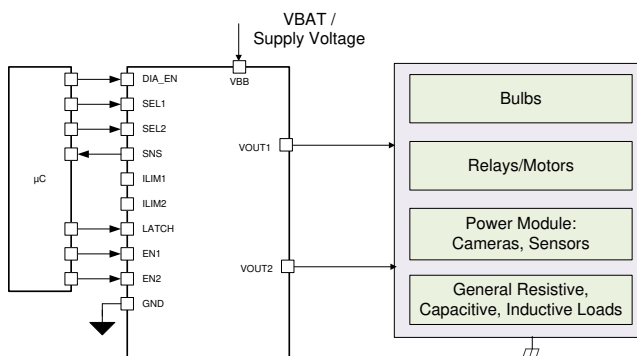 VBAT /
Supply Voltage
VBB
µC
DIA_EN
SEL1
SEL2
SNS
ILIM1
ILIM2
LATCH
EN1
EN2
GND
VOUT1
VOUT2
Bulbs
Relays/Motors
Power Module:
Cameras, Sensors
General Resistive,
Capacitive, Inductive Loads